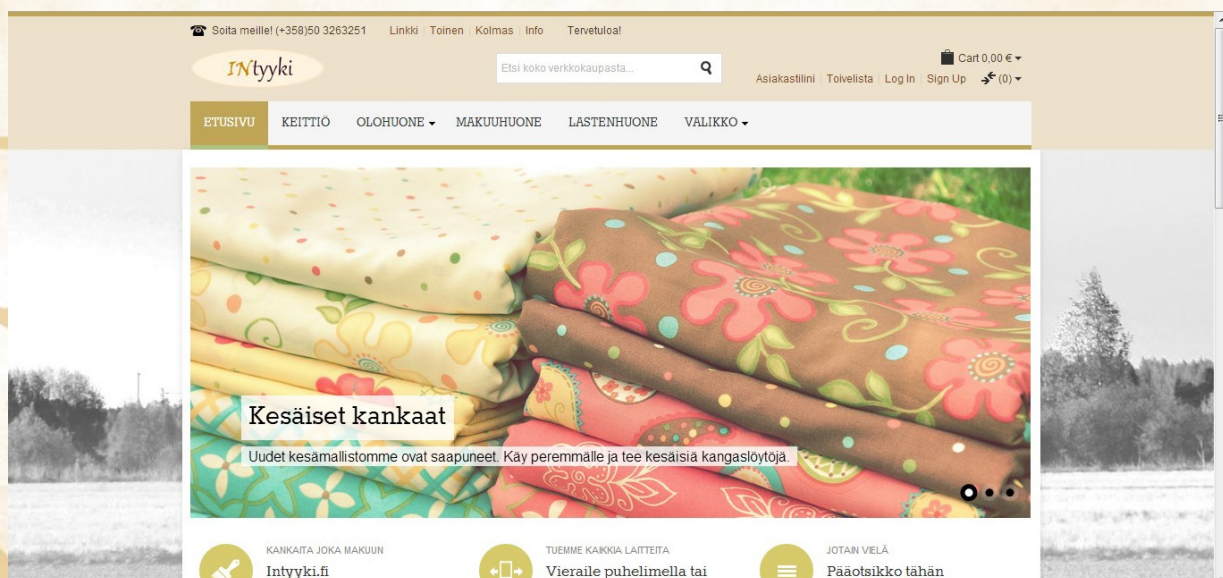 Soita meille! (+358)50 3263251 Linkki Toinen Kolmas Info Tervetuloa!
INtyyki
Etsi koko verkkokaupasta...
Cart 0,00 €
Asiakastilini Toivelista Log In Sign Up (0)
ETUSIVU KEITTIÖ OLOHUONE MAKUUHUONE LASTENHUONE VALIKKO
Kesäiset kankaat
Uudet kesämallistomme ovat saapuneet. Käy peremmälle ja tee kesäisiä kangaslöytöjä.
KANKAITA JOKA MAKUUN
Intyyki.fi
TUEMME KAIKKIA LAITTEITA
Vieraile puhelimella tai
JOTAIN VIELÄ
Pääotsikko tähän